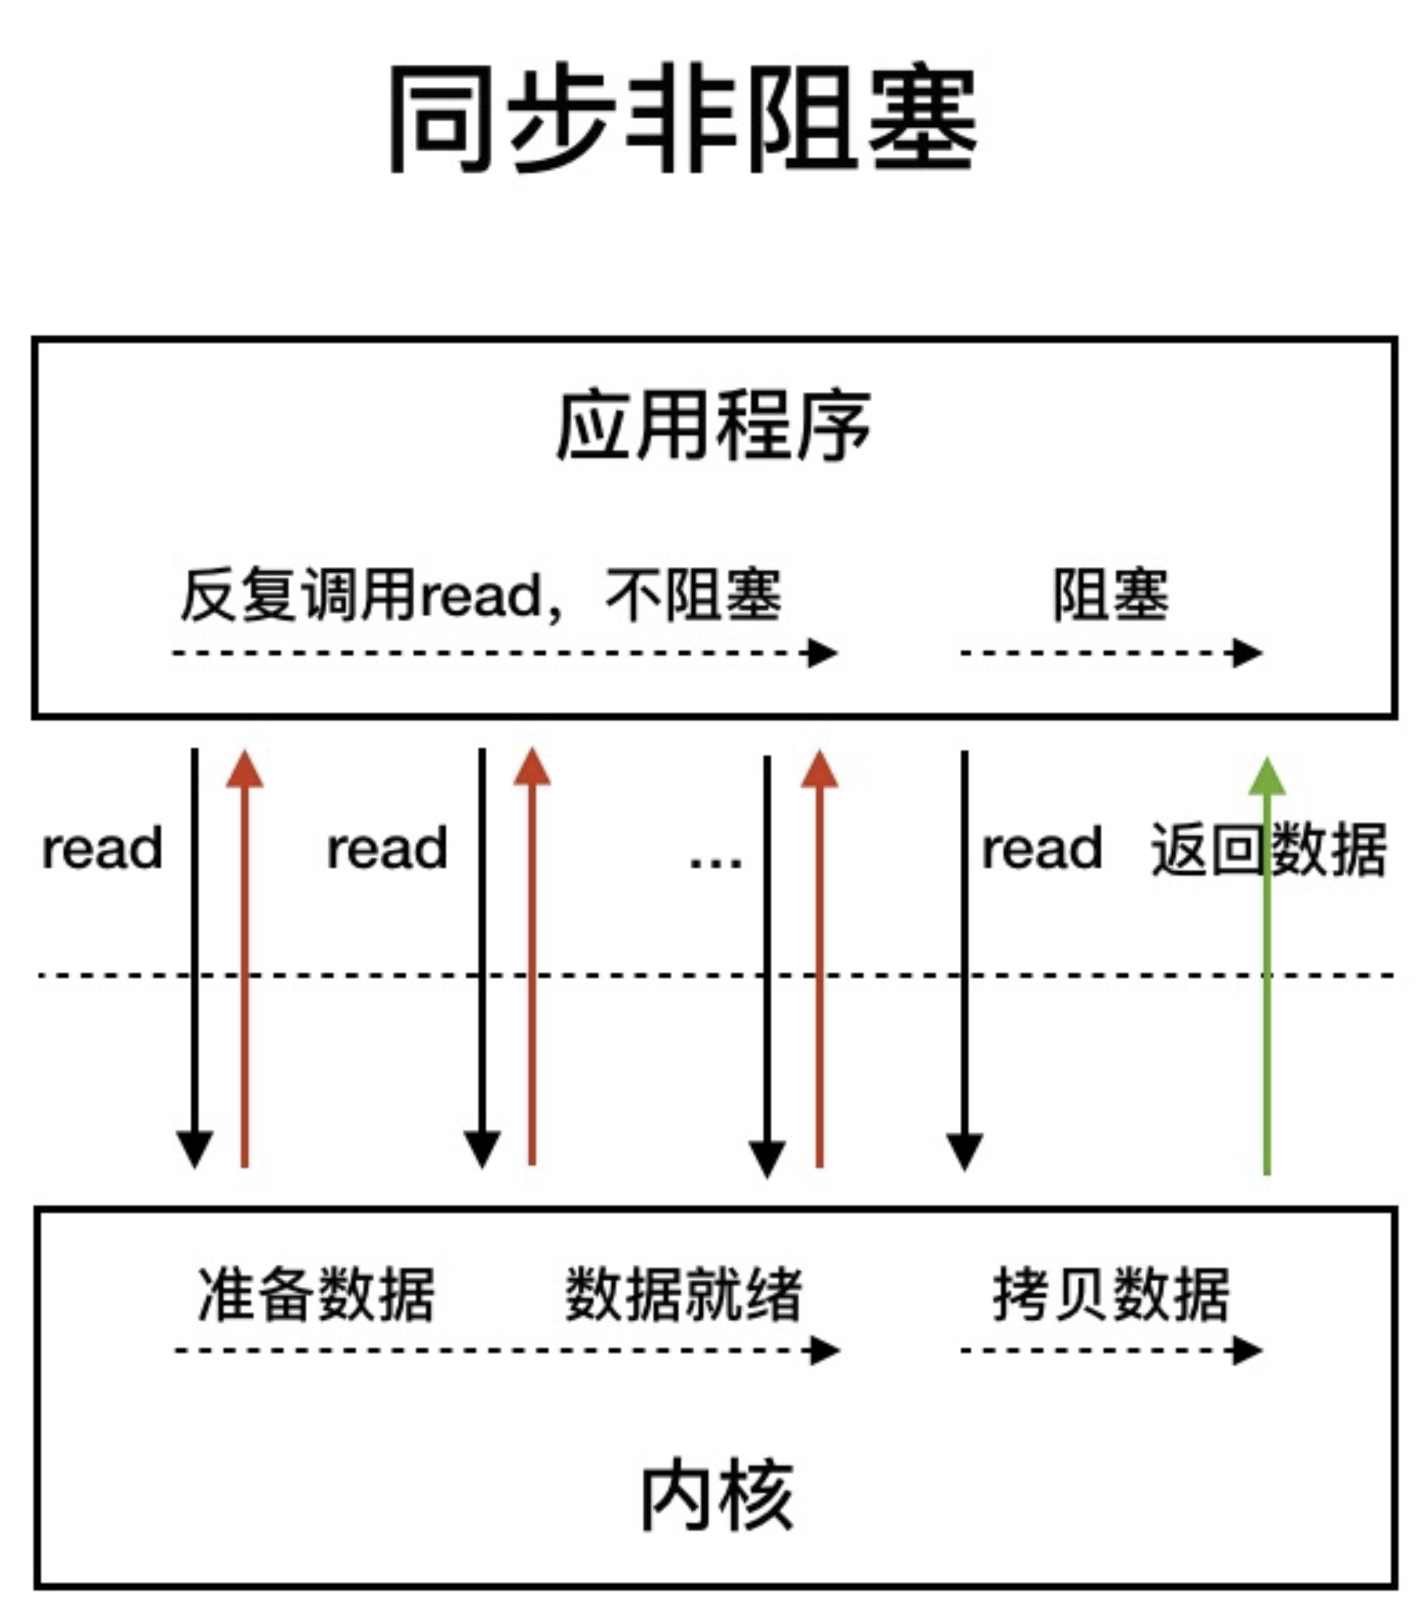 同步非阻塞
应用程序
反复调用read，不阻塞
阻塞
read
read
...
read
返回数据
准备数据
数据就绪
拷贝数据
内核